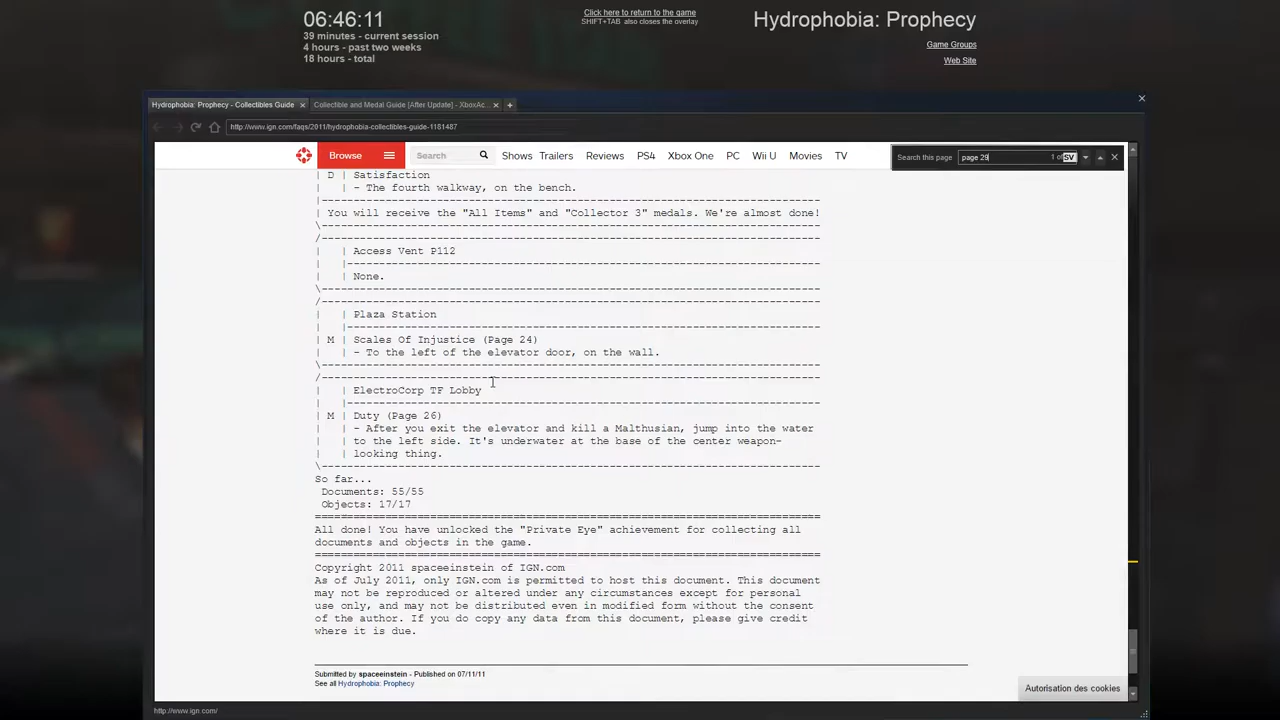 06:46:11
39 minutes - current session
4 hours - past two weeks
18 hours - total
Click here to return to the game
SHIFT+TAB also closes the overlay
Hydrophobia: Prophecy
Game Groups
Web Site
Hydrophobia: Prophecy - Collectibles Guide
Collectible and Medal Guide [After Update] - XboxAc...
http://www.ign.com/faqs/2011/hydrophobia-collectibles-guide-1181487
Browse
Search
Shows Trailers Reviews PS4 Xbox One PC Wii U Movies TV
Search this page page 29 1 of SV
| D | Satisfaction
| | - The fourth walkway, on the bench.
|-------------------------------------------------------------------------------
| You will receive the "All Items" and "Collector 3" medals. We're almost done!
\-------------------------------------------------------------------------------
/-------------------------------------------------------------------------------
| | Access Vent P112
| |--------------------------------------------------------------------------
| | None.
\-------------------------------------------------------------------------------
/-------------------------------------------------------------------------------
| | Plaza Station
| |--------------------------------------------------------------------------
| M | Scales Of Injustice (Page 24)
| | - To the left of the elevator door, on the wall.
\-------------------------------------------------------------------------------
/-------------------------------------------------------------------------------
| | ElectroCorp TF Lobby
| |--------------------------------------------------------------------------
| M | Duty (Page 26)
| | - After you exit the elevator and kill a Malthusian, jump into the water
| | to the left side. It's underwater at the base of the center weapon-
| | looking thing.
\-------------------------------------------------------------------------------
So far...
Documents: 55/55
Objects: 17/17
================================================================================
All done! You have unlocked the "Private Eye" achievement for collecting all
documents and objects in the game.
================================================================================
Copyright 2011 spaceeinstein of IGN.com
As of July 2011, only IGN.com is permitted to host this document. This document
may not be reproduced or altered under any circumstances except for personal
use only, and may not be distributed even in modified form without the consent
of the author. If you do copy any data from this document, please give credit
where it is due.
Submitted by spaceeinstein - Published on 07/11/11
See all Hydrophobia: Prophecy
Autorisation des cookies
http://www.ign.com/